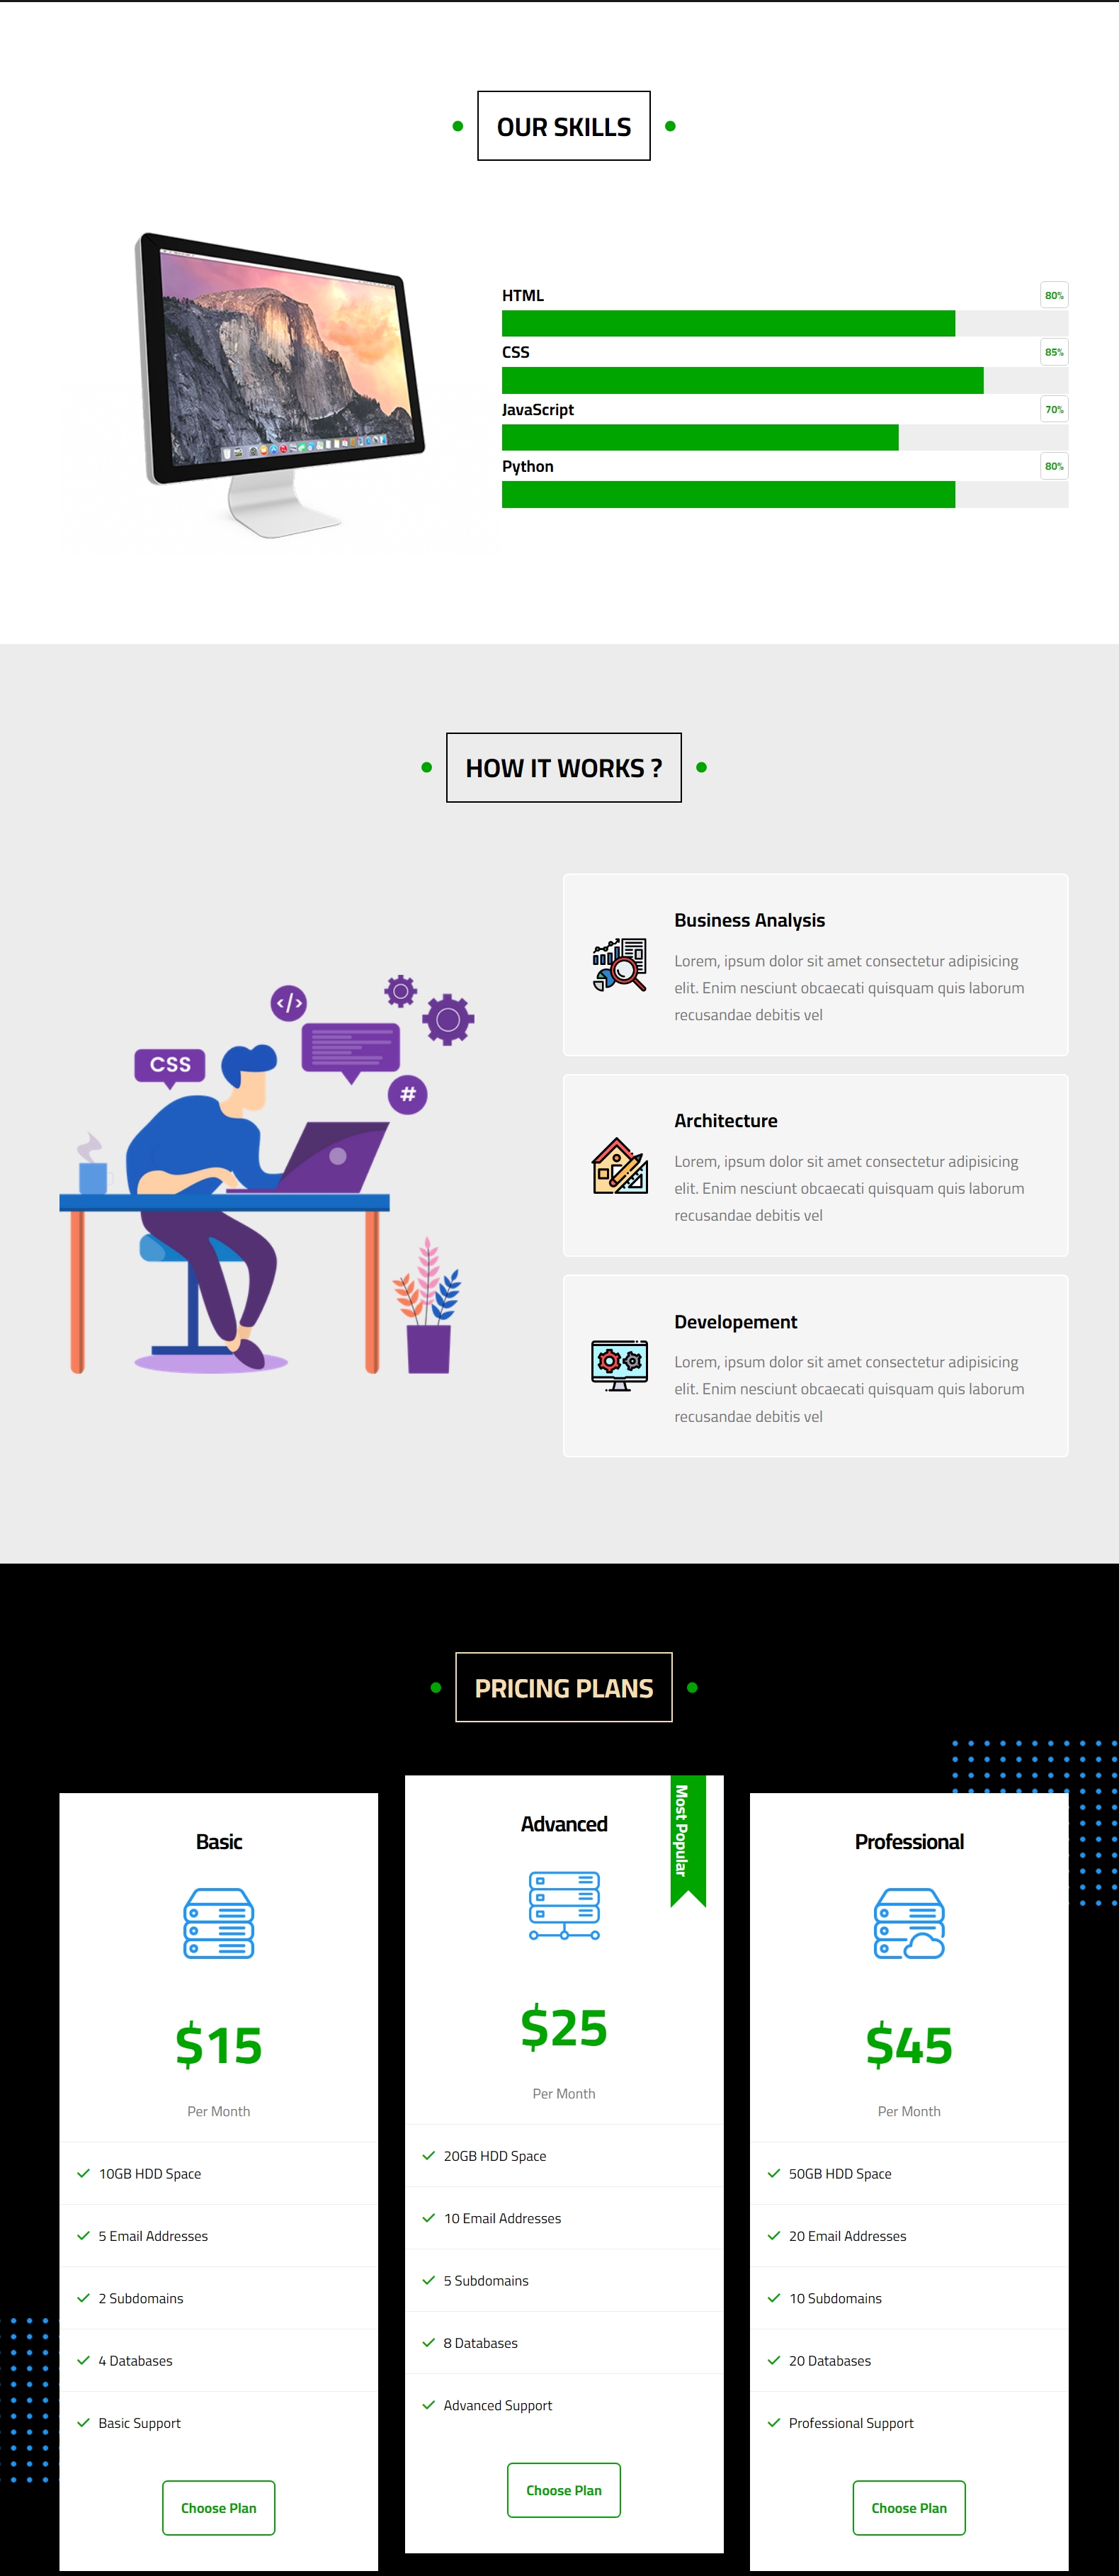 OUR SKILLS
HTML
80%
CSS
85%
JavaScript
70%
Python
80%
HOW IT WORKS ?
</>
CSS
#
Business Analysis
Lorem, ipsum dolor sit amet consectetur adipisicing
elit. Enim nesciunt obcaecati quisquam quis laborum
recusandae debitis vel
Architecture
Lorem, ipsum dolor sit amet consectetur adipisicing
elit. Enim nesciunt obcaecati quisquam quis laborum
recusandae debitis vel
Developement
Lorem, ipsum dolor sit amet consectetur adipisicing
elit. Enim nesciunt obcaecati quisquam quis laborum
recusandae debitis vel
PRICING PLANS
Basic
$15
Per Month
10GB HDD Space
5 Email Addresses
2 Subdomains
4 Databases
Basic Support
Choose Plan
Most Popular
Advanced
$25
Per Month
20GB HDD Space
10 Email Addresses
5 Subdomains
8 Databases
Advanced Support
Choose Plan
Professional
$45
Per Month
50GB HDD Space
20 Email Addresses
10 Subdomains
20 Databases
Professional Support
Choose Plan